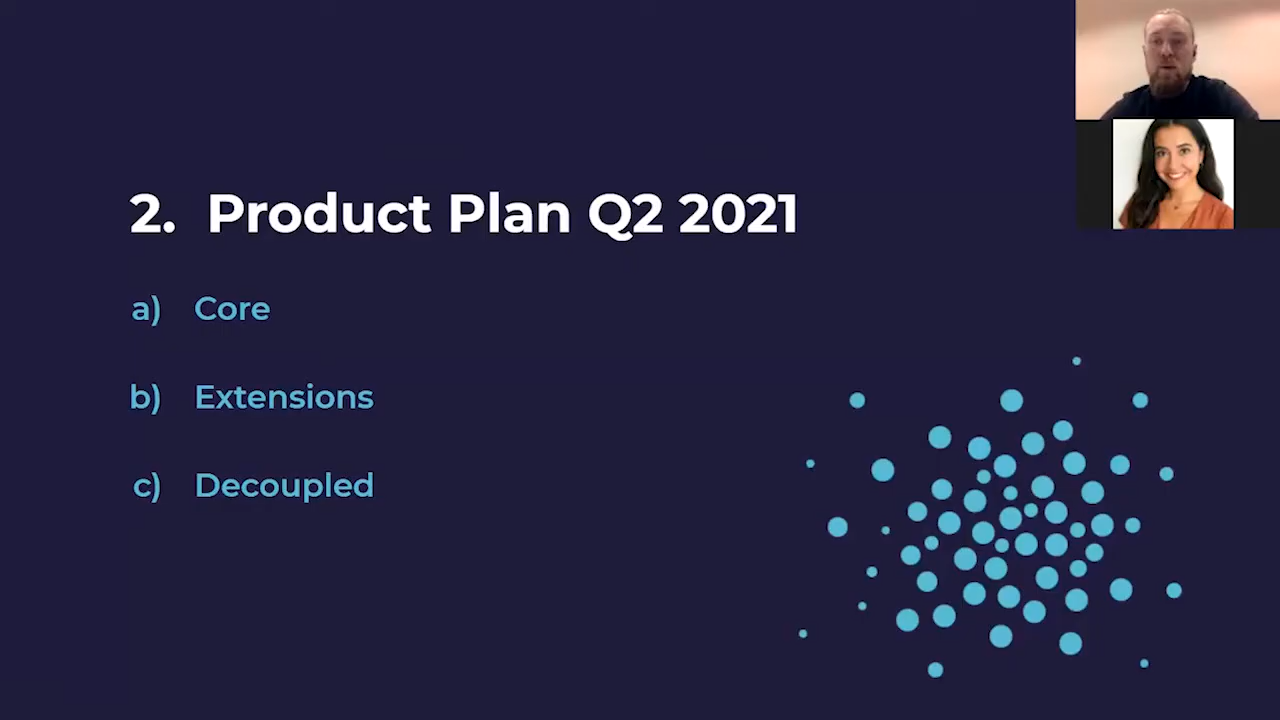 2. Product Plan Q2 2021
a) Core
b) Extensions
c) Decoupled